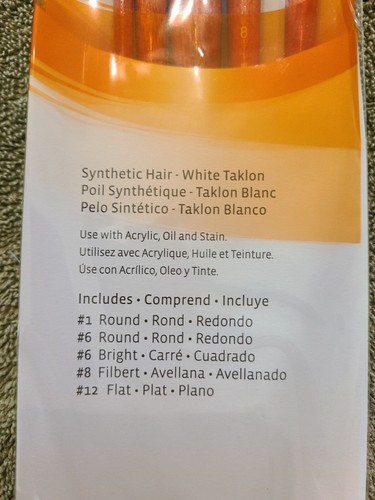 8
Synthetic Hair - White Taklon
Poil Synthétique - Taklon Blanc
Pelo Sintético - Taklon Blanco
Use with Acrylic, Oil and Stain.
Utilisez avec Acrylique, Huile et Teinture.
Úse con Acrílico, Oleo y Tinte.
Includes • Comprend • Incluye
#1 Round • Rond • Redondo
#6 Round • Rond • Redondo
#6 Bright • Carré • Cuadrado
#8 Filbert • Avellana • Avellanado
#12 Flat • Plat • Plano